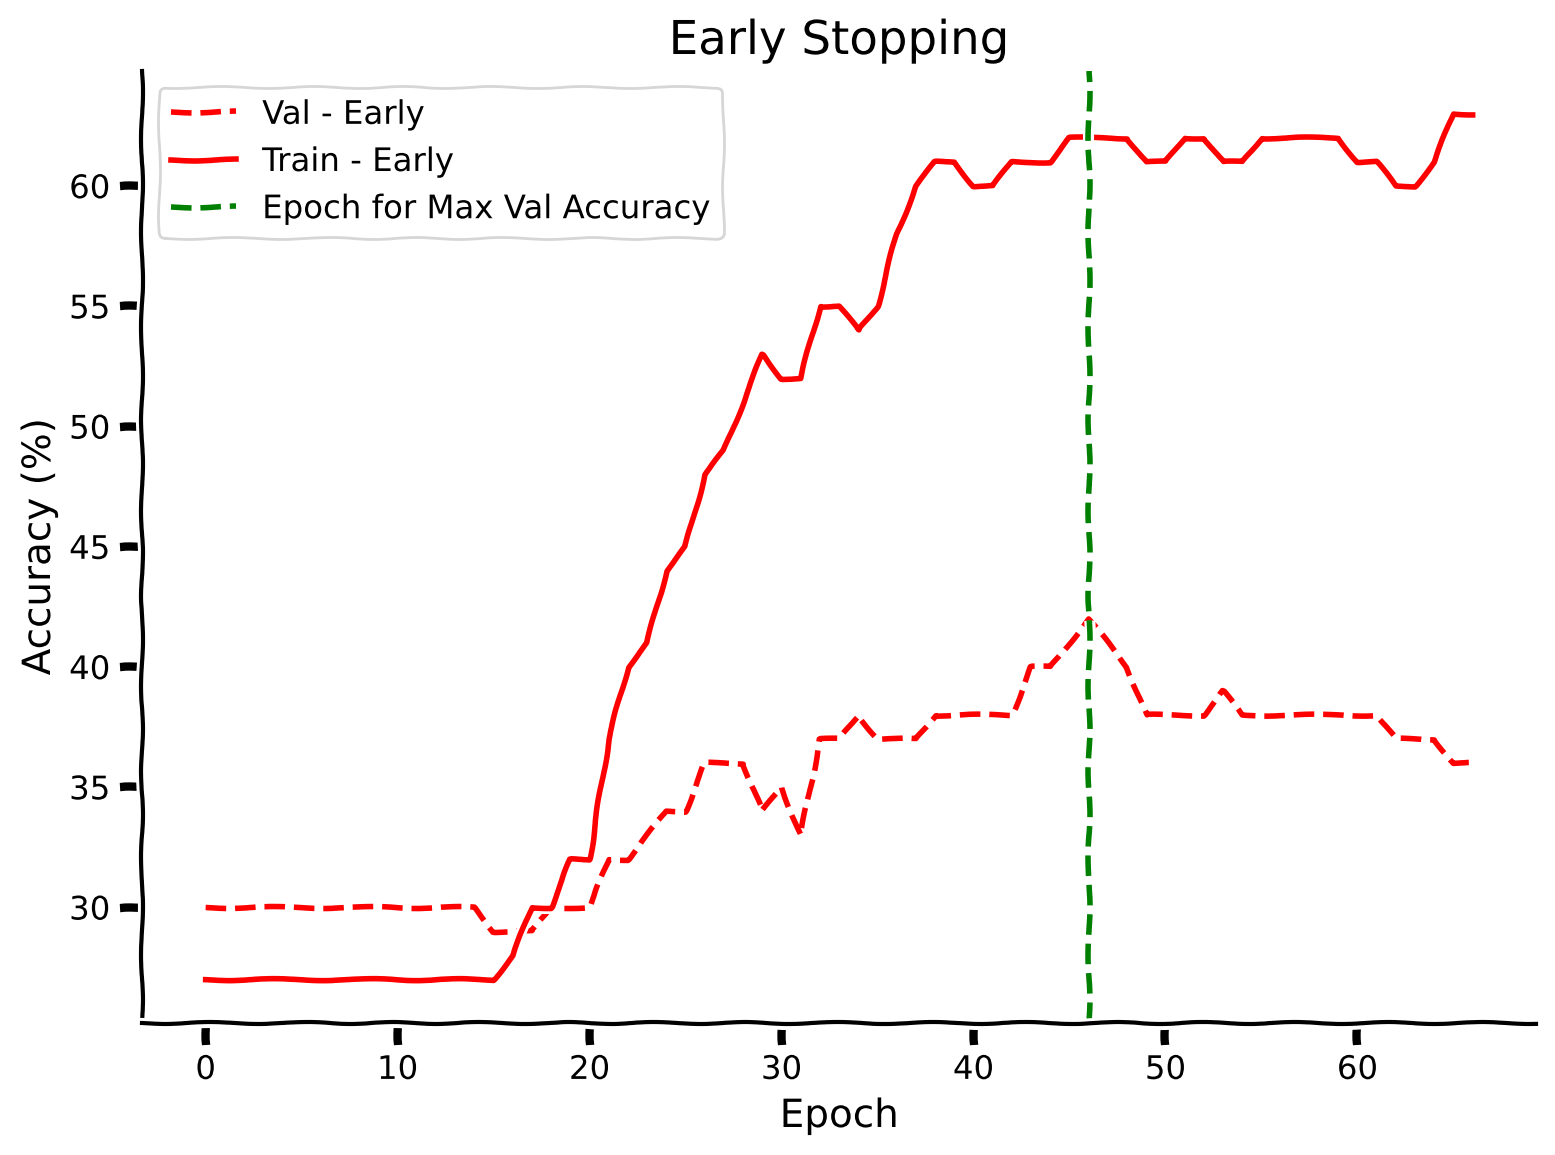 Early Stopping
Val - Early
Train - Early
Epoch for Max Val Accuracy
Accuracy (%)
60
55
50
45
40
35
30
0 10 20 30 40 50 60
Epoch